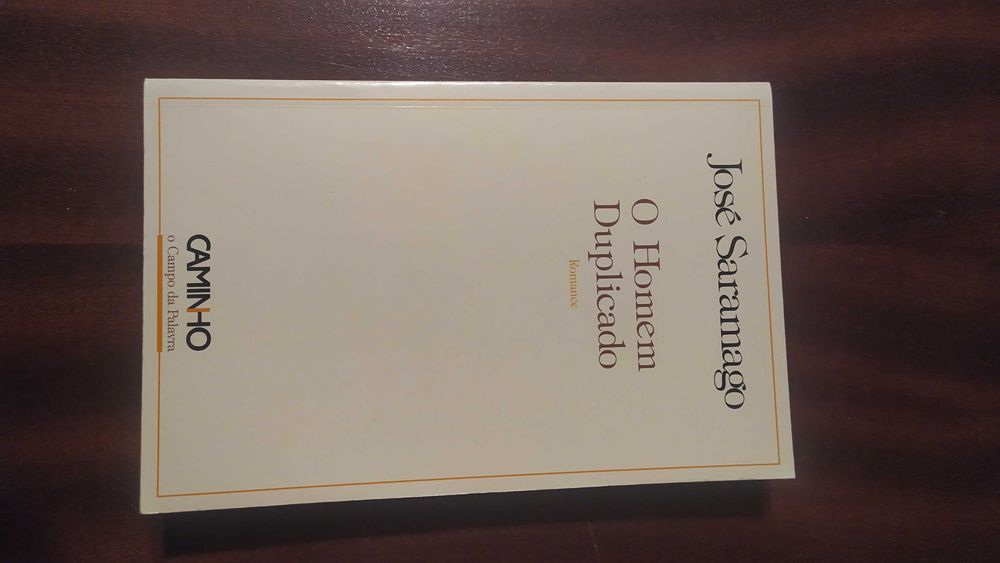 José Saramago
O Homem
Duplicado
Romance
CAMINHO
o Campo da Palavra